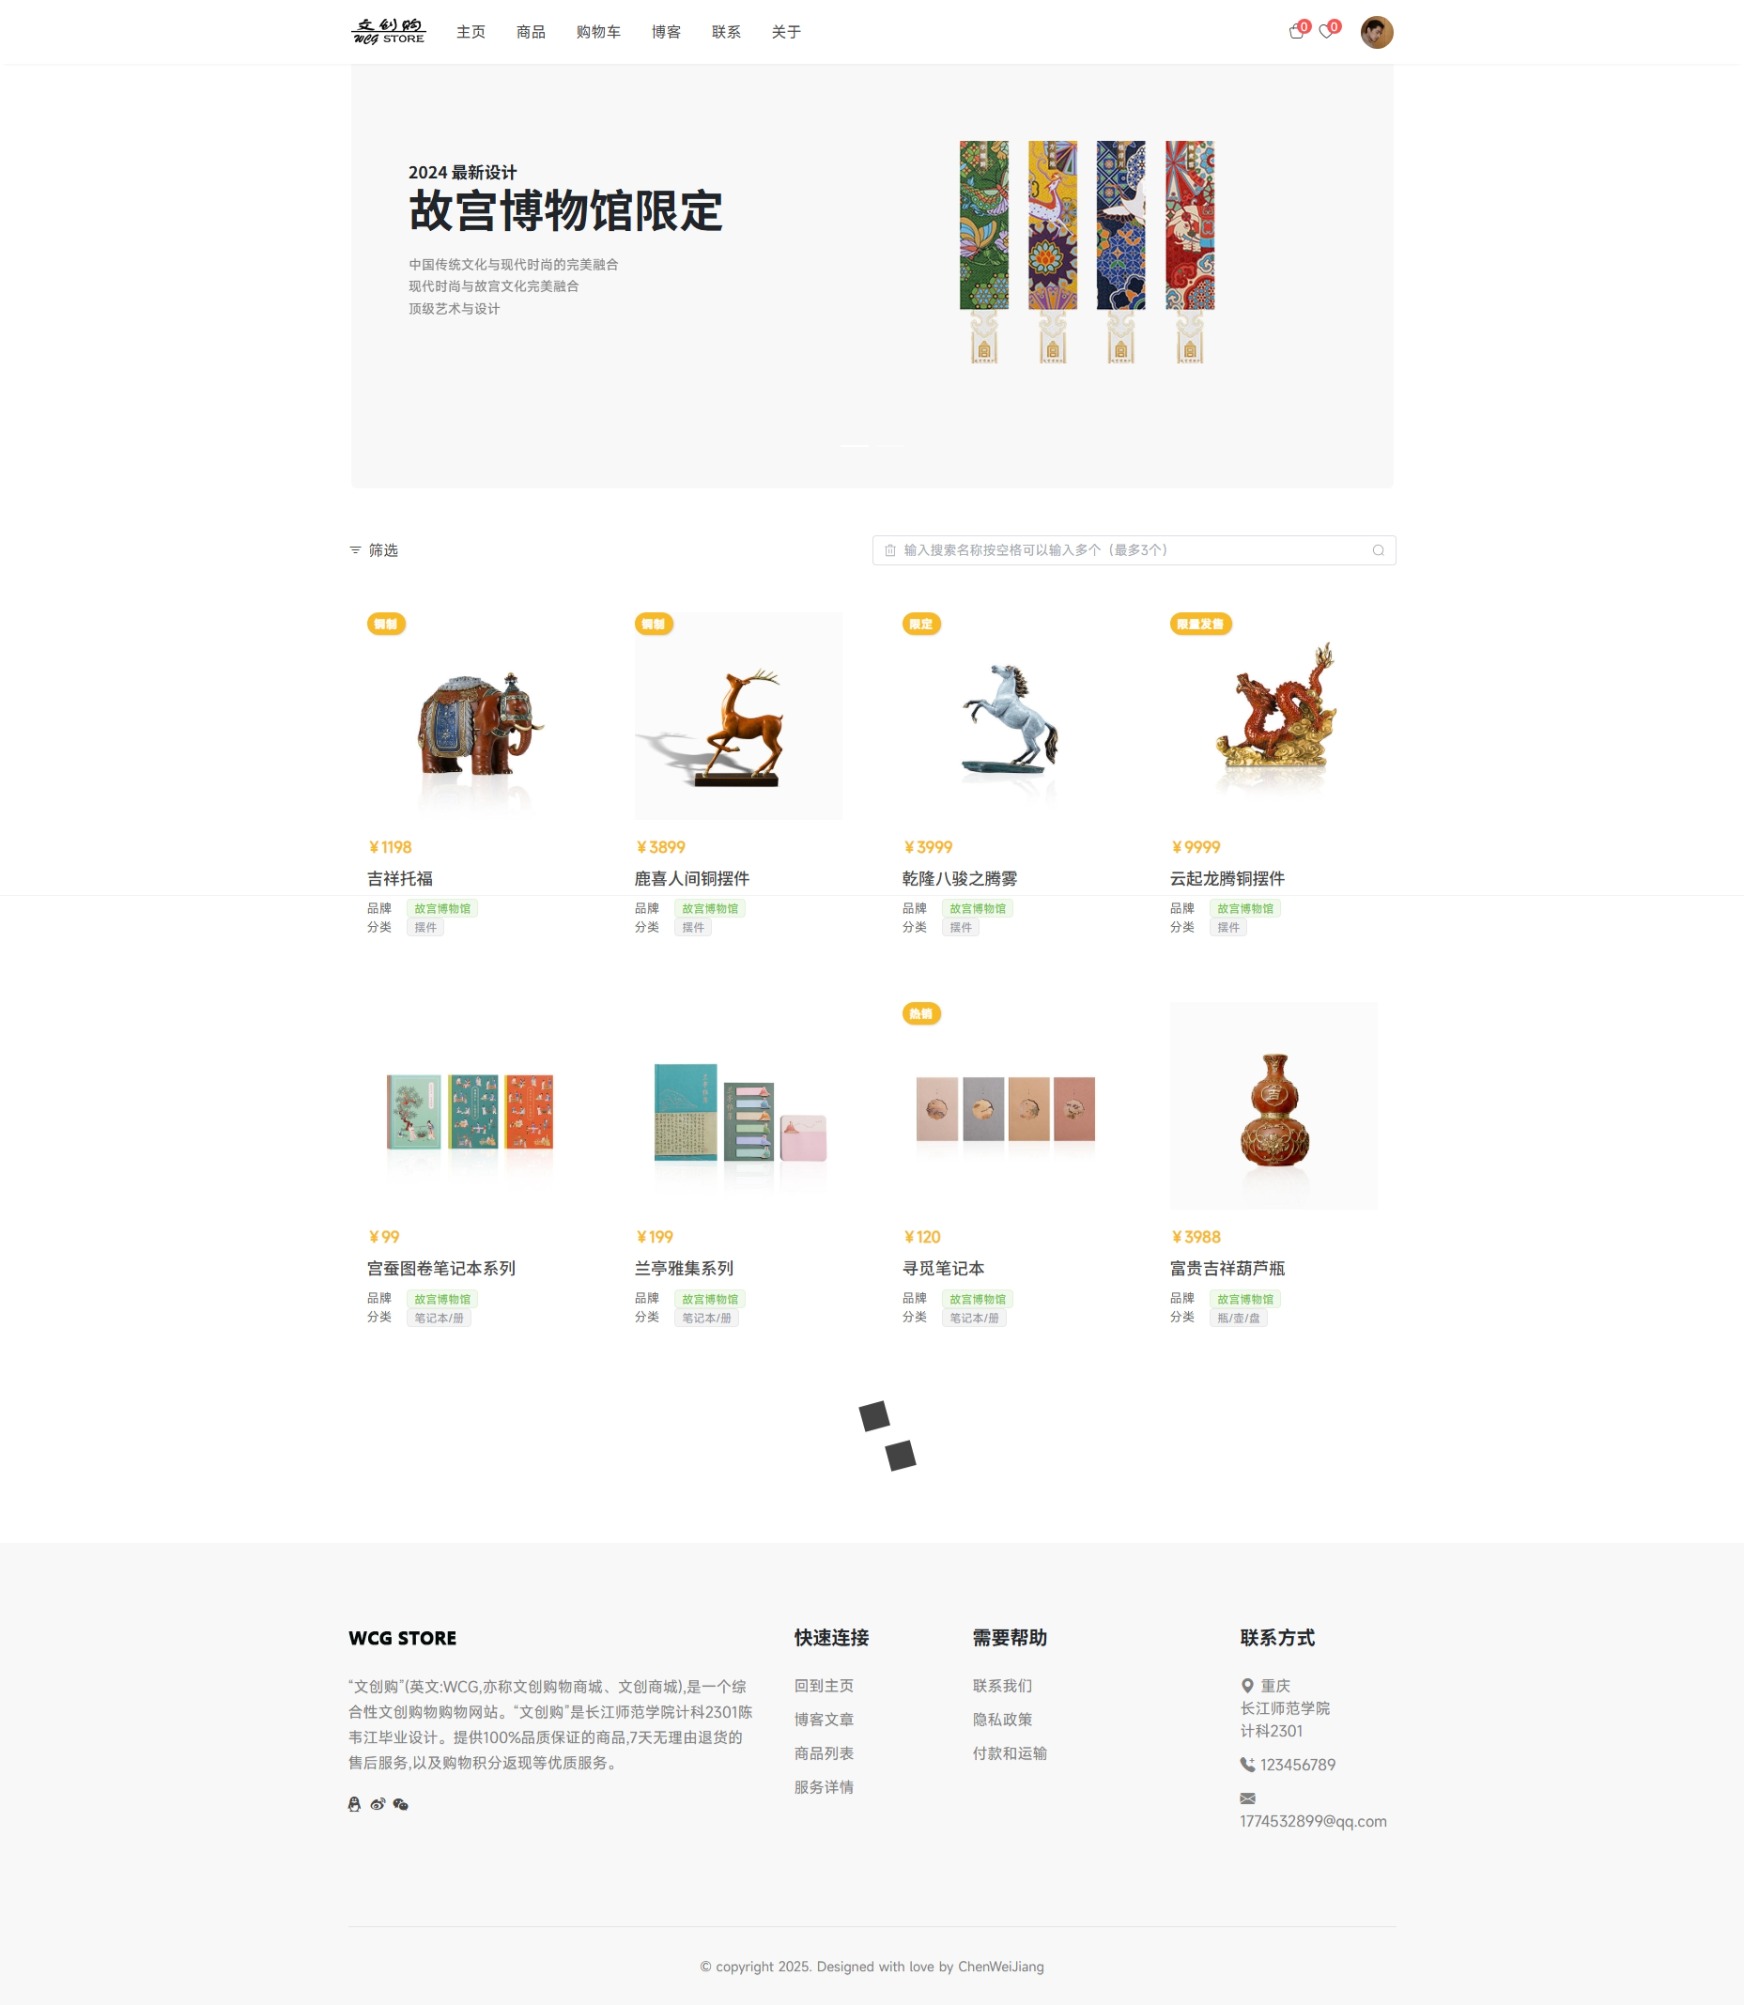 文创购
WCG STORE
主页 商品 购物车 博客 联系 关于
0 0
2024 最新设计
故宫博物馆限定
中国传统文化与现代时尚的完美融合
现代时尚与故宫文化完美融合
顶级艺术与设计
筛选
输入搜索名称按空格可以输入多个（最多3个）
铜制 铜制 限定 限量发售
￥1198 ￥3899 ￥3999 ￥9999
吉祥托福 鹿喜人间铜摆件 乾隆八骏之腾雾 云起龙腾铜摆件
品牌 故宫博物馆 品牌 故宫博物馆 品牌 故宫博物馆 品牌 故宫博物馆
分类 摆件 分类 摆件 分类 摆件 分类 摆件
热销
吉
￥99 ￥199 ￥120 ￥3988
宫蚕图卷笔记本系列 兰亭雅集系列 寻觅笔记本 富贵吉祥葫芦瓶
品牌 故宫博物馆 品牌 故宫博物馆 品牌 故宫博物馆 品牌 故宫博物馆
分类 笔记本/册 分类 笔记本/册 分类 笔记本/册 分类 瓶/壶/盘
WCG STORE
“文创购”(英文:WCG,亦称文创购物商城、文创商城),是一个综
合性文创购物购物网站。“文创购”是长江师范学院计科2301陈
韦江毕业设计。提供100%品质保证的商品,7天无理由退货的
售后服务,以及购物积分返现等优质服务。
快速连接
回到主页
博客文章
商品列表
服务详情
需要帮助
联系我们
隐私政策
付款和运输
联系方式
重庆
长江师范学院
计科2301
123456789
1774532899@qq.com
© copyright 2025. Designed with love by ChenWeiJiang